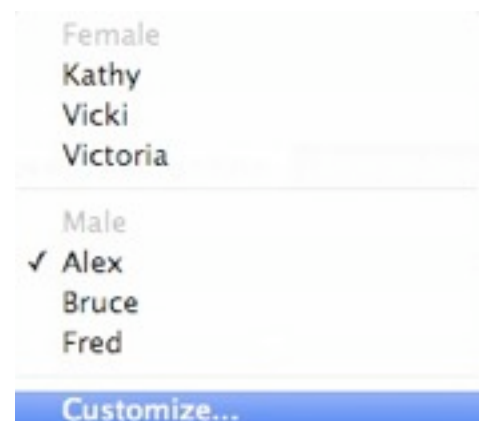 Female
Kathy
Vicki
Victoria
Male
✓ Alex
Bruce
Fred
Customize...